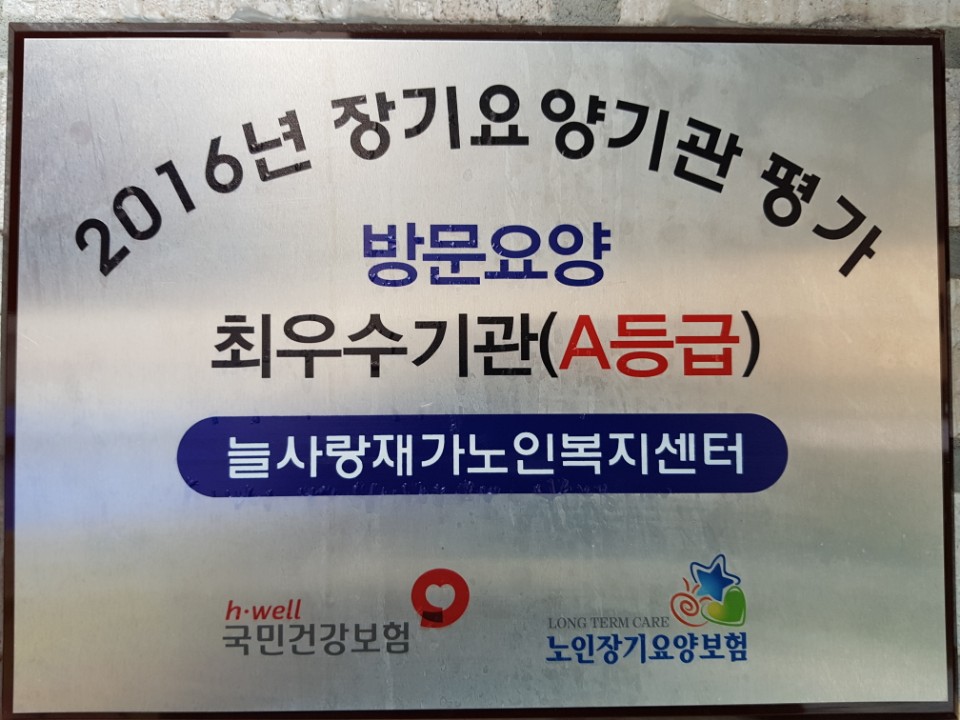 2016년 장기요양기관 평가
방문요양
최우수기관(A등급)
늘사랑재가노인복지센터
h·well
국민건강보험
LONG TERM CARE
노인장기요양보험